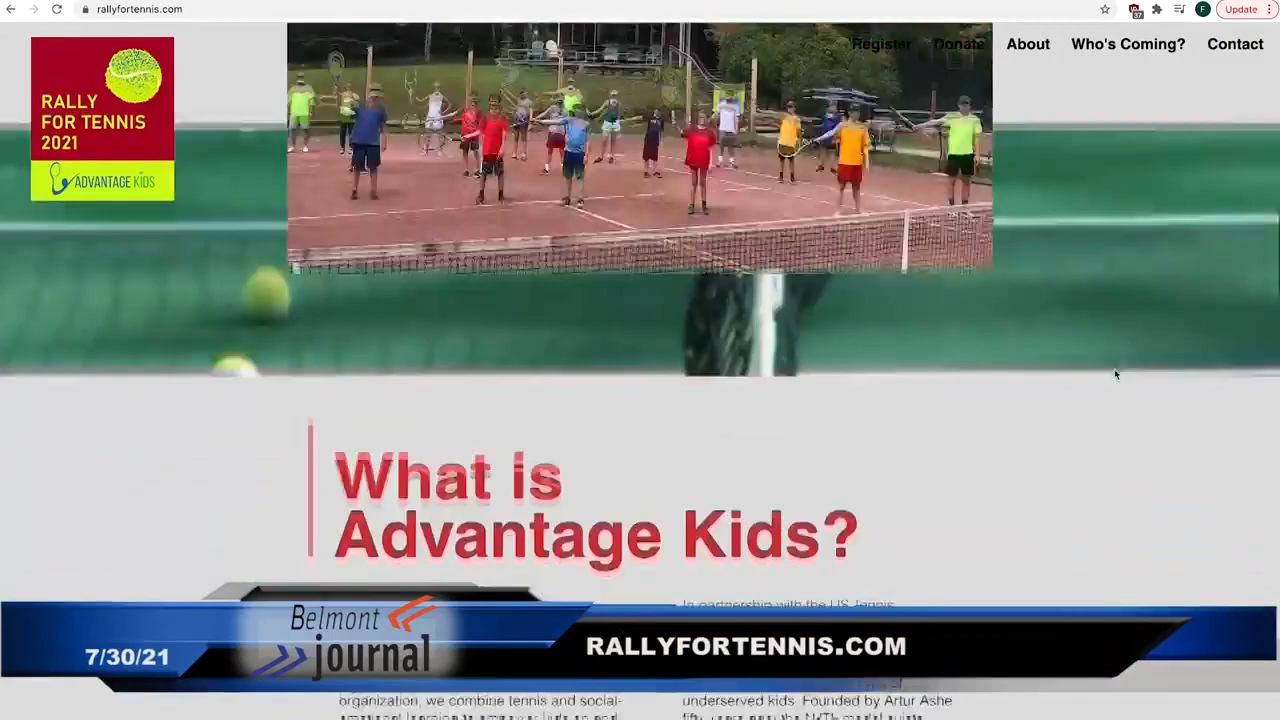 rallyfortennis.com
37
F
Update
Register
Donate
About
Who's Coming?
Contact
RALLY
FOR TENNIS
2021
ADVANTAGE KIDS
What is
Advantage Kids?
In partnership with the US Tennis
Belmont
journal
7/30/21
RALLYFORTENNIS.COM
organization, we combine tennis and social-
underserved kids. Founded by Artur Ashe